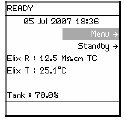 READY
05 Jul 2007 18:36
Menu →
Standby →
Elix R : 12.5 MΩ.cm TC
Elix T : 25.1°C
Tank : 78.0%